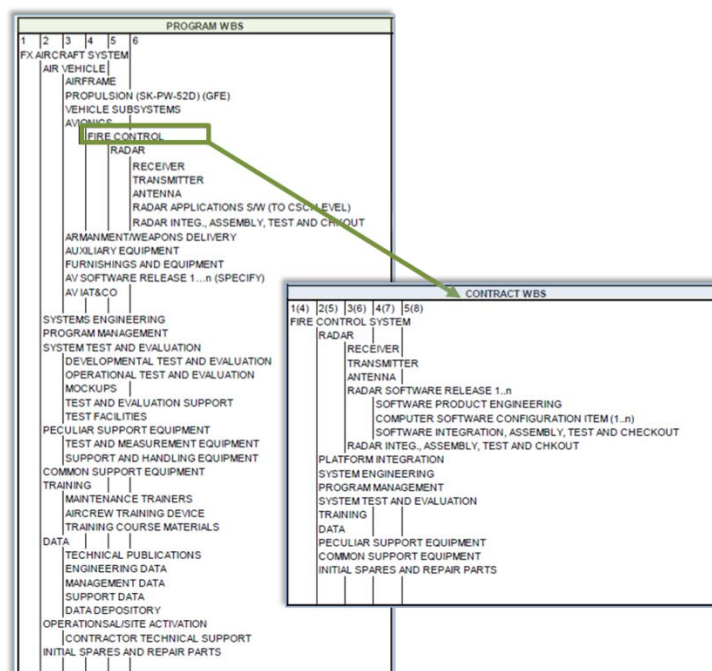 PROGRAM WBS
1 2 3 4 5 6
FX AIRCRAFT SYSTEM
AIR VEHICLE
AIRFRAME
PROPULSION (SK-PW-52D) (GFE)
VEHICLE SUBSYSTEMS
AVIONICS
FIRE CONTROL
RADAR
RECEIVER
TRANSMITTER
ANTENNA
RADAR APPLICATIONS S/W (TO CSCI LEVEL)
RADAR INTEG., ASSEMBLY, TEST AND CHKOUT
ARMANMENT/WEAPONS DELIVERY
AUXILIARY EQUIPMENT
FURNISHINGS AND EQUIPMENT
AV SOFTWARE RELEASE 1...n (SPECIFY)
AV IAT&CO
SYSTEMS ENGINEERING
PROGRAM MANAGEMENT
SYSTEM TEST AND EVALUATION
DEVELOPMENTAL TEST AND EVALUATION
OPERATIONAL TEST AND EVALUATION
MOCKUPS
TEST AND EVALUATION SUPPORT
TEST FACILITIES
PECULIAR SUPPORT EQUIPMENT
TEST AND MEASUREMENT EQUIPMENT
SUPPORT AND HANDLING EQUIPMENT
COMMON SUPPORT EQUIPMENT
TRAINING
MAINTENANCE TRAINERS
AIRCREW TRAINING DEVICE
TRAINING COURSE MATERIALS
DATA
TECHNICAL PUBLICATIONS
ENGINEERING DATA
MANAGEMENT DATA
SUPPORT DATA
DATA DEPOSITORY
OPERATIONSAL/SITE ACTIVATION
CONTRACTOR TECHNICAL SUPPORT
INITIAL SPARES AND REPAIR PARTS
CONTRACT WBS
1(4) 2(5) 3(6) 4(7) 5(8)
FIRE CONTROL SYSTEM
RADAR
RECEIVER
TRANSMITTER
ANTENNA
RADAR SOFTWARE RELEASE 1..n
SOFTWARE PRODUCT ENGINEERING
COMPUTER SOFTWARE CONFIGURATION ITEM (1..n)
SOFTWARE INTEGRATION, ASSEMBLY, TEST AND CHECKOUT
RADAR INTEG., ASSEMBLY, TEST AND CHKOUT
PLATFORM INTEGRATION
SYSTEM ENGINEERING
PROGRAM MANAGEMENT
SYSTEM TEST AND EVALUATION
TRAINING
DATA
PECULIAR SUPPORT EQUIPMENT
COMMON SUPPORT EQUIPMENT
INITIAL SPARES AND REPAIR PARTS